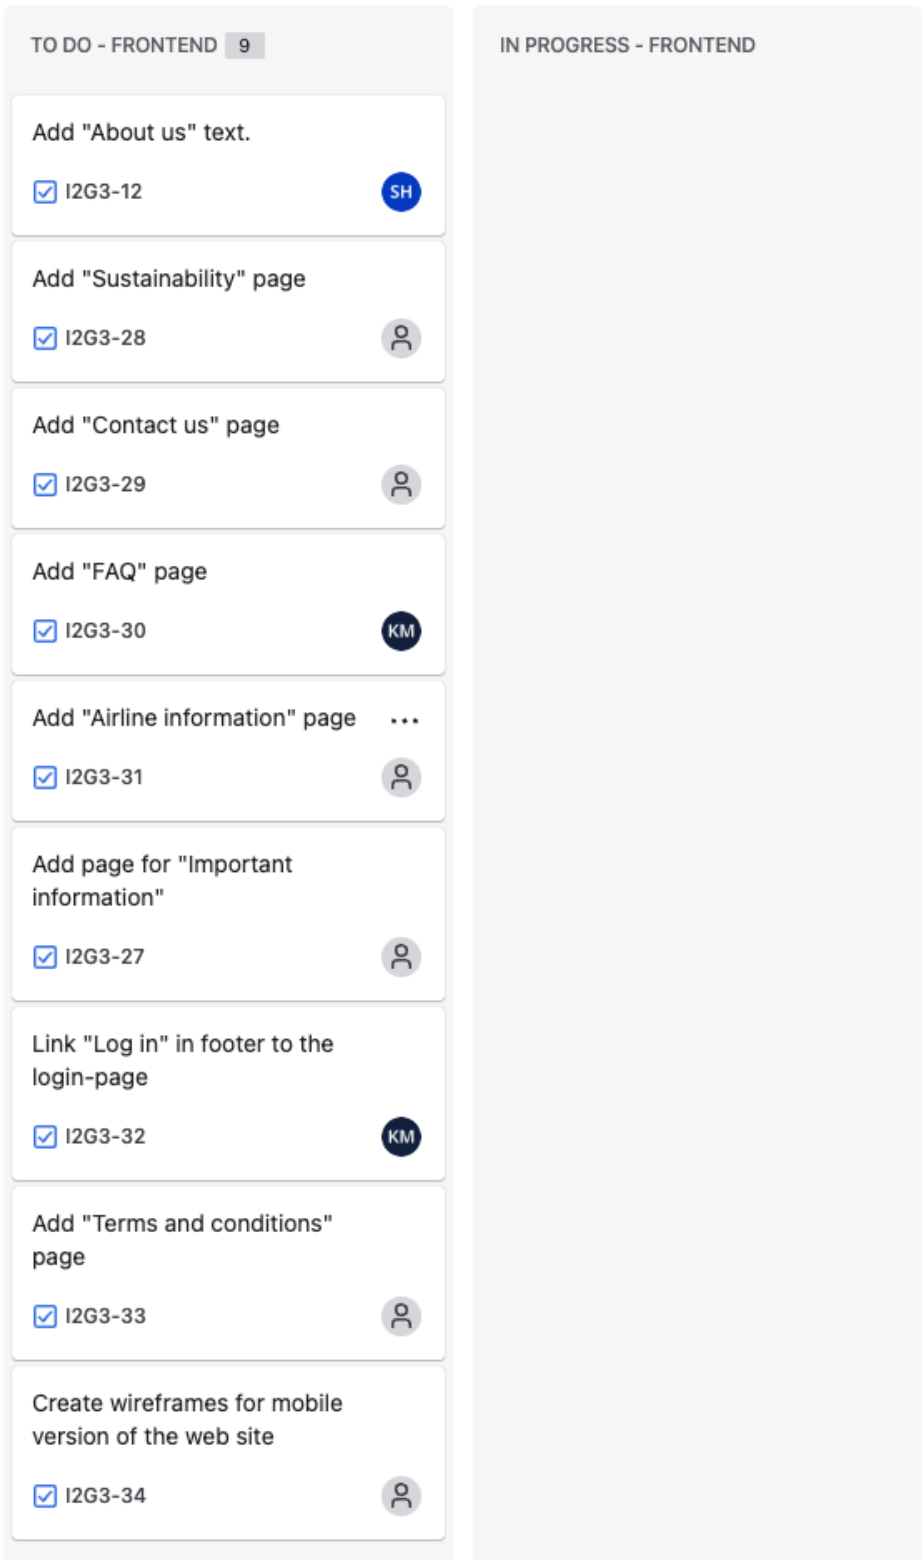 TO DO - FRONTEND 9
Add "About us" text.
I2G3-12 SH
Add "Sustainability" page
I2G3-28
Add "Contact us" page
I2G3-29
Add "FAQ" page
I2G3-30 KM
Add "Airline information" page ...
I2G3-31
Add page for "Important
information"
I2G3-27
Link "Log in" in footer to the
login-page
I2G3-32 KM
Add "Terms and conditions"
page
I2G3-33
Create wireframes for mobile
version of the web site
I2G3-34
IN PROGRESS - FRONTEND